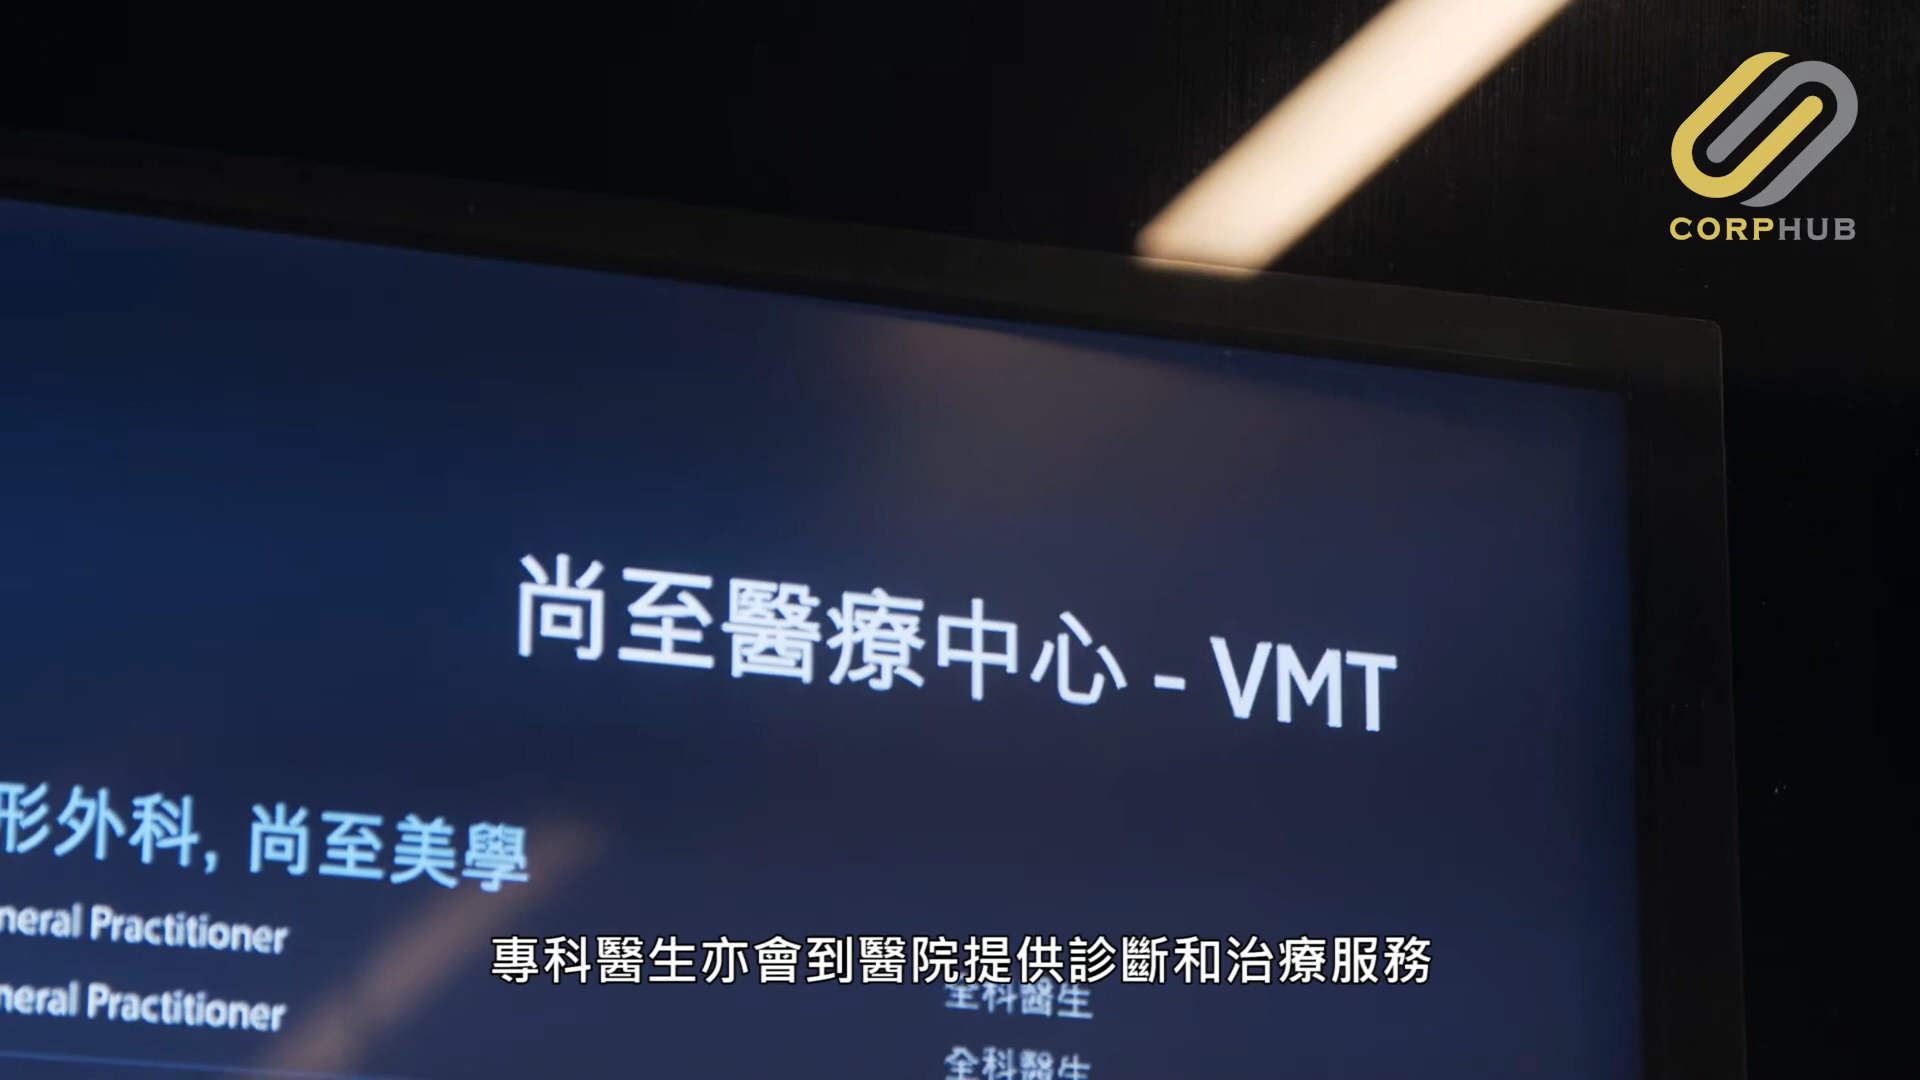 CORPHUB
尚至醫療中心 - VMT
形外科, 尚至美學
neral Practitioner
全科醫生
neral Practitioner
全科醫生
專科醫生亦會到醫院提供診斷和治療服務